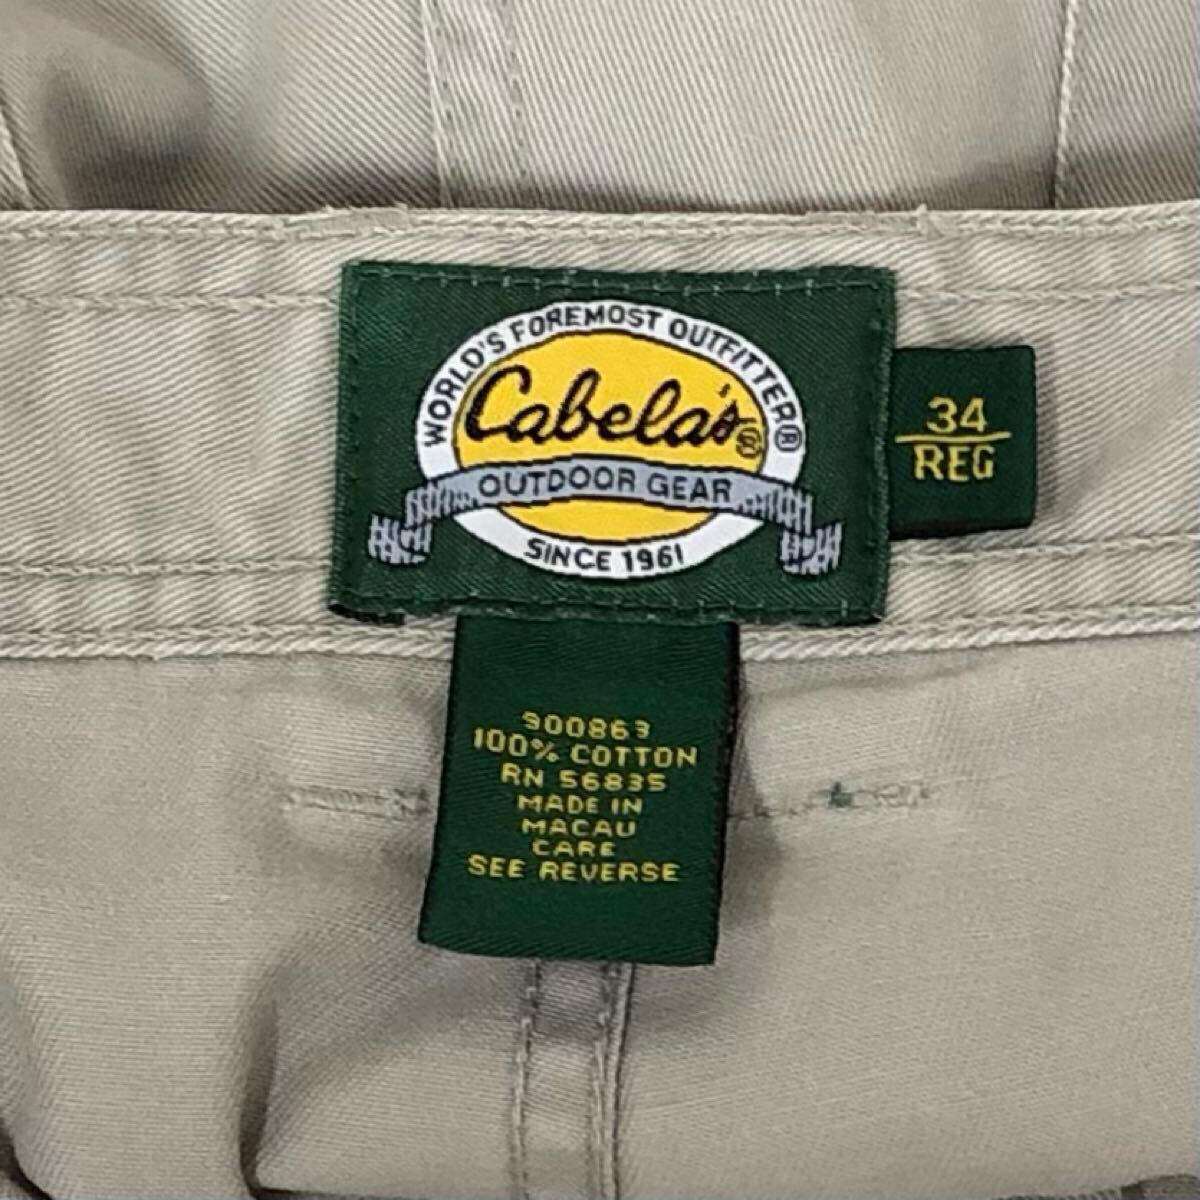 WORLD'S FOREMOST OUTFITTER®
Cabela's®
OUTDOOR GEAR
SINCE 1961
34
REG
900863
100% COTTON
RN 56835
MADE IN
MACAU
CARE
SEE REVERSE